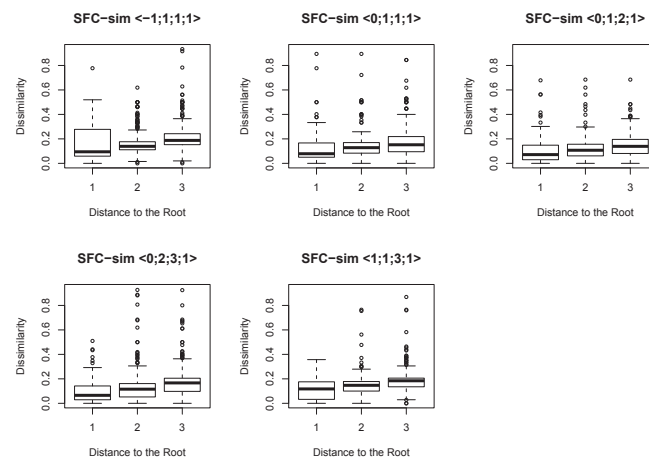 SFC−sim <−1;1;1;1>
Dissimilarity
0.0 0.2 0.4 0.6 0.8
1 2 3
Distance to the Root
SFC−sim <0;1;1;1>
Dissimilarity
0.0 0.2 0.4 0.6 0.8
1 2 3
Distance to the Root
SFC−sim <0;1;2;1>
Dissimilarity
0.0 0.2 0.4 0.6 0.8
1 2 3
Distance to the Root
SFC−sim <0;2;3;1>
Dissimilarity
0.0 0.2 0.4 0.6 0.8
1 2 3
Distance to the Root
SFC−sim <1;1;3;1>
Dissimilarity
0.0 0.2 0.4 0.6 0.8
1 2 3
Distance to the Root